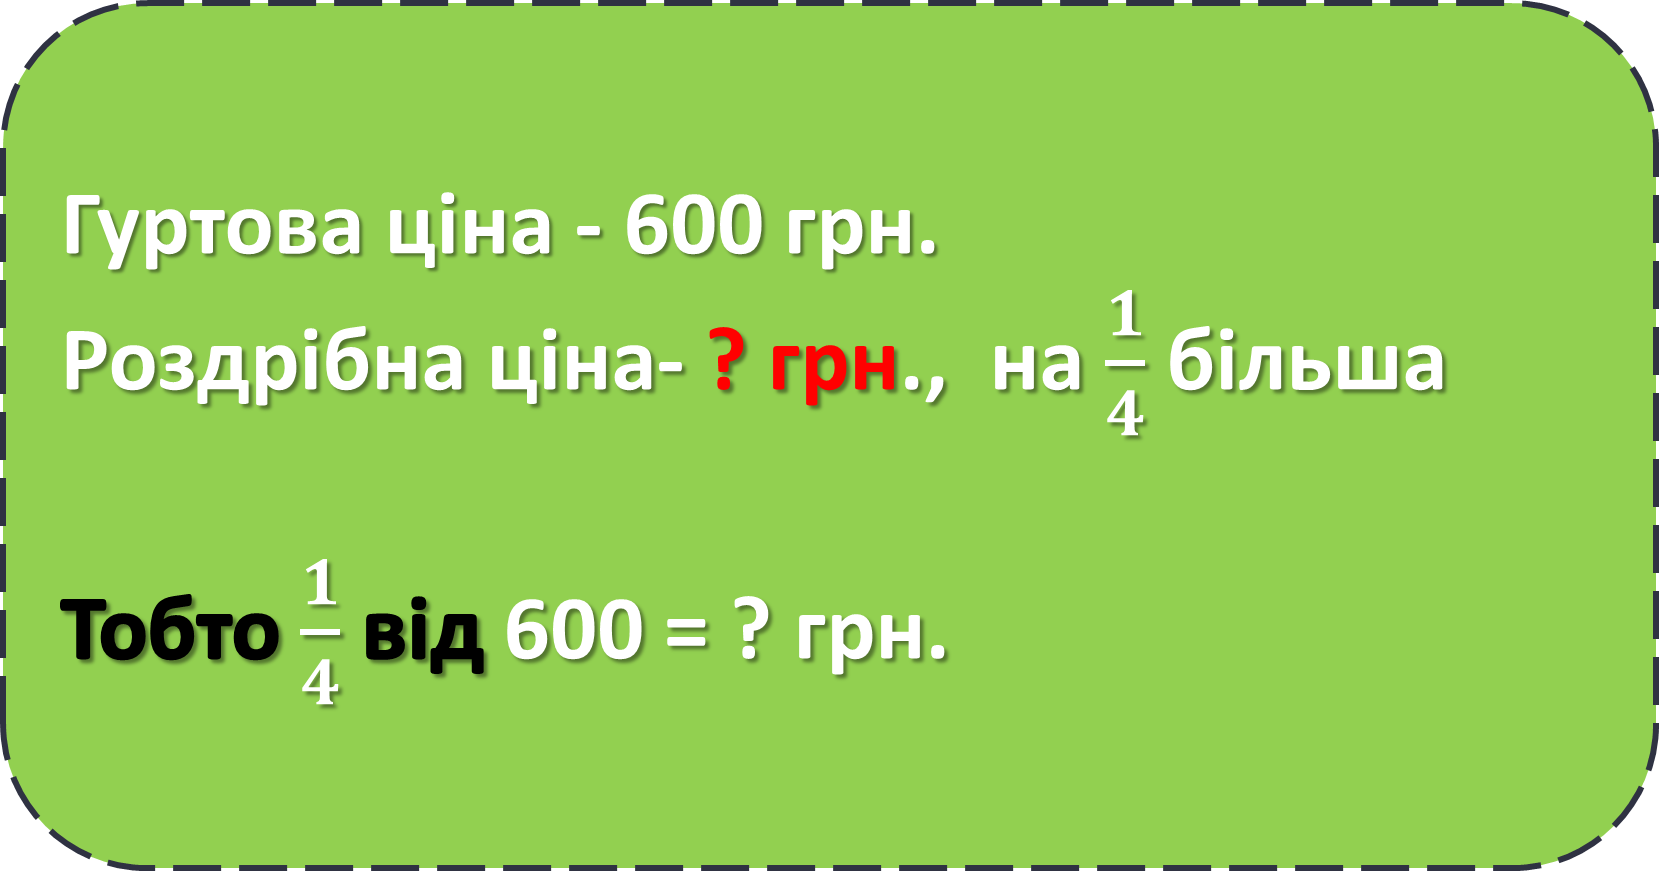 Гуртова ціна - 600 грн.
Роздрібна ціна- ? грн., на 1/4 більша
Тобто 1/4 від 600 = ? грн.